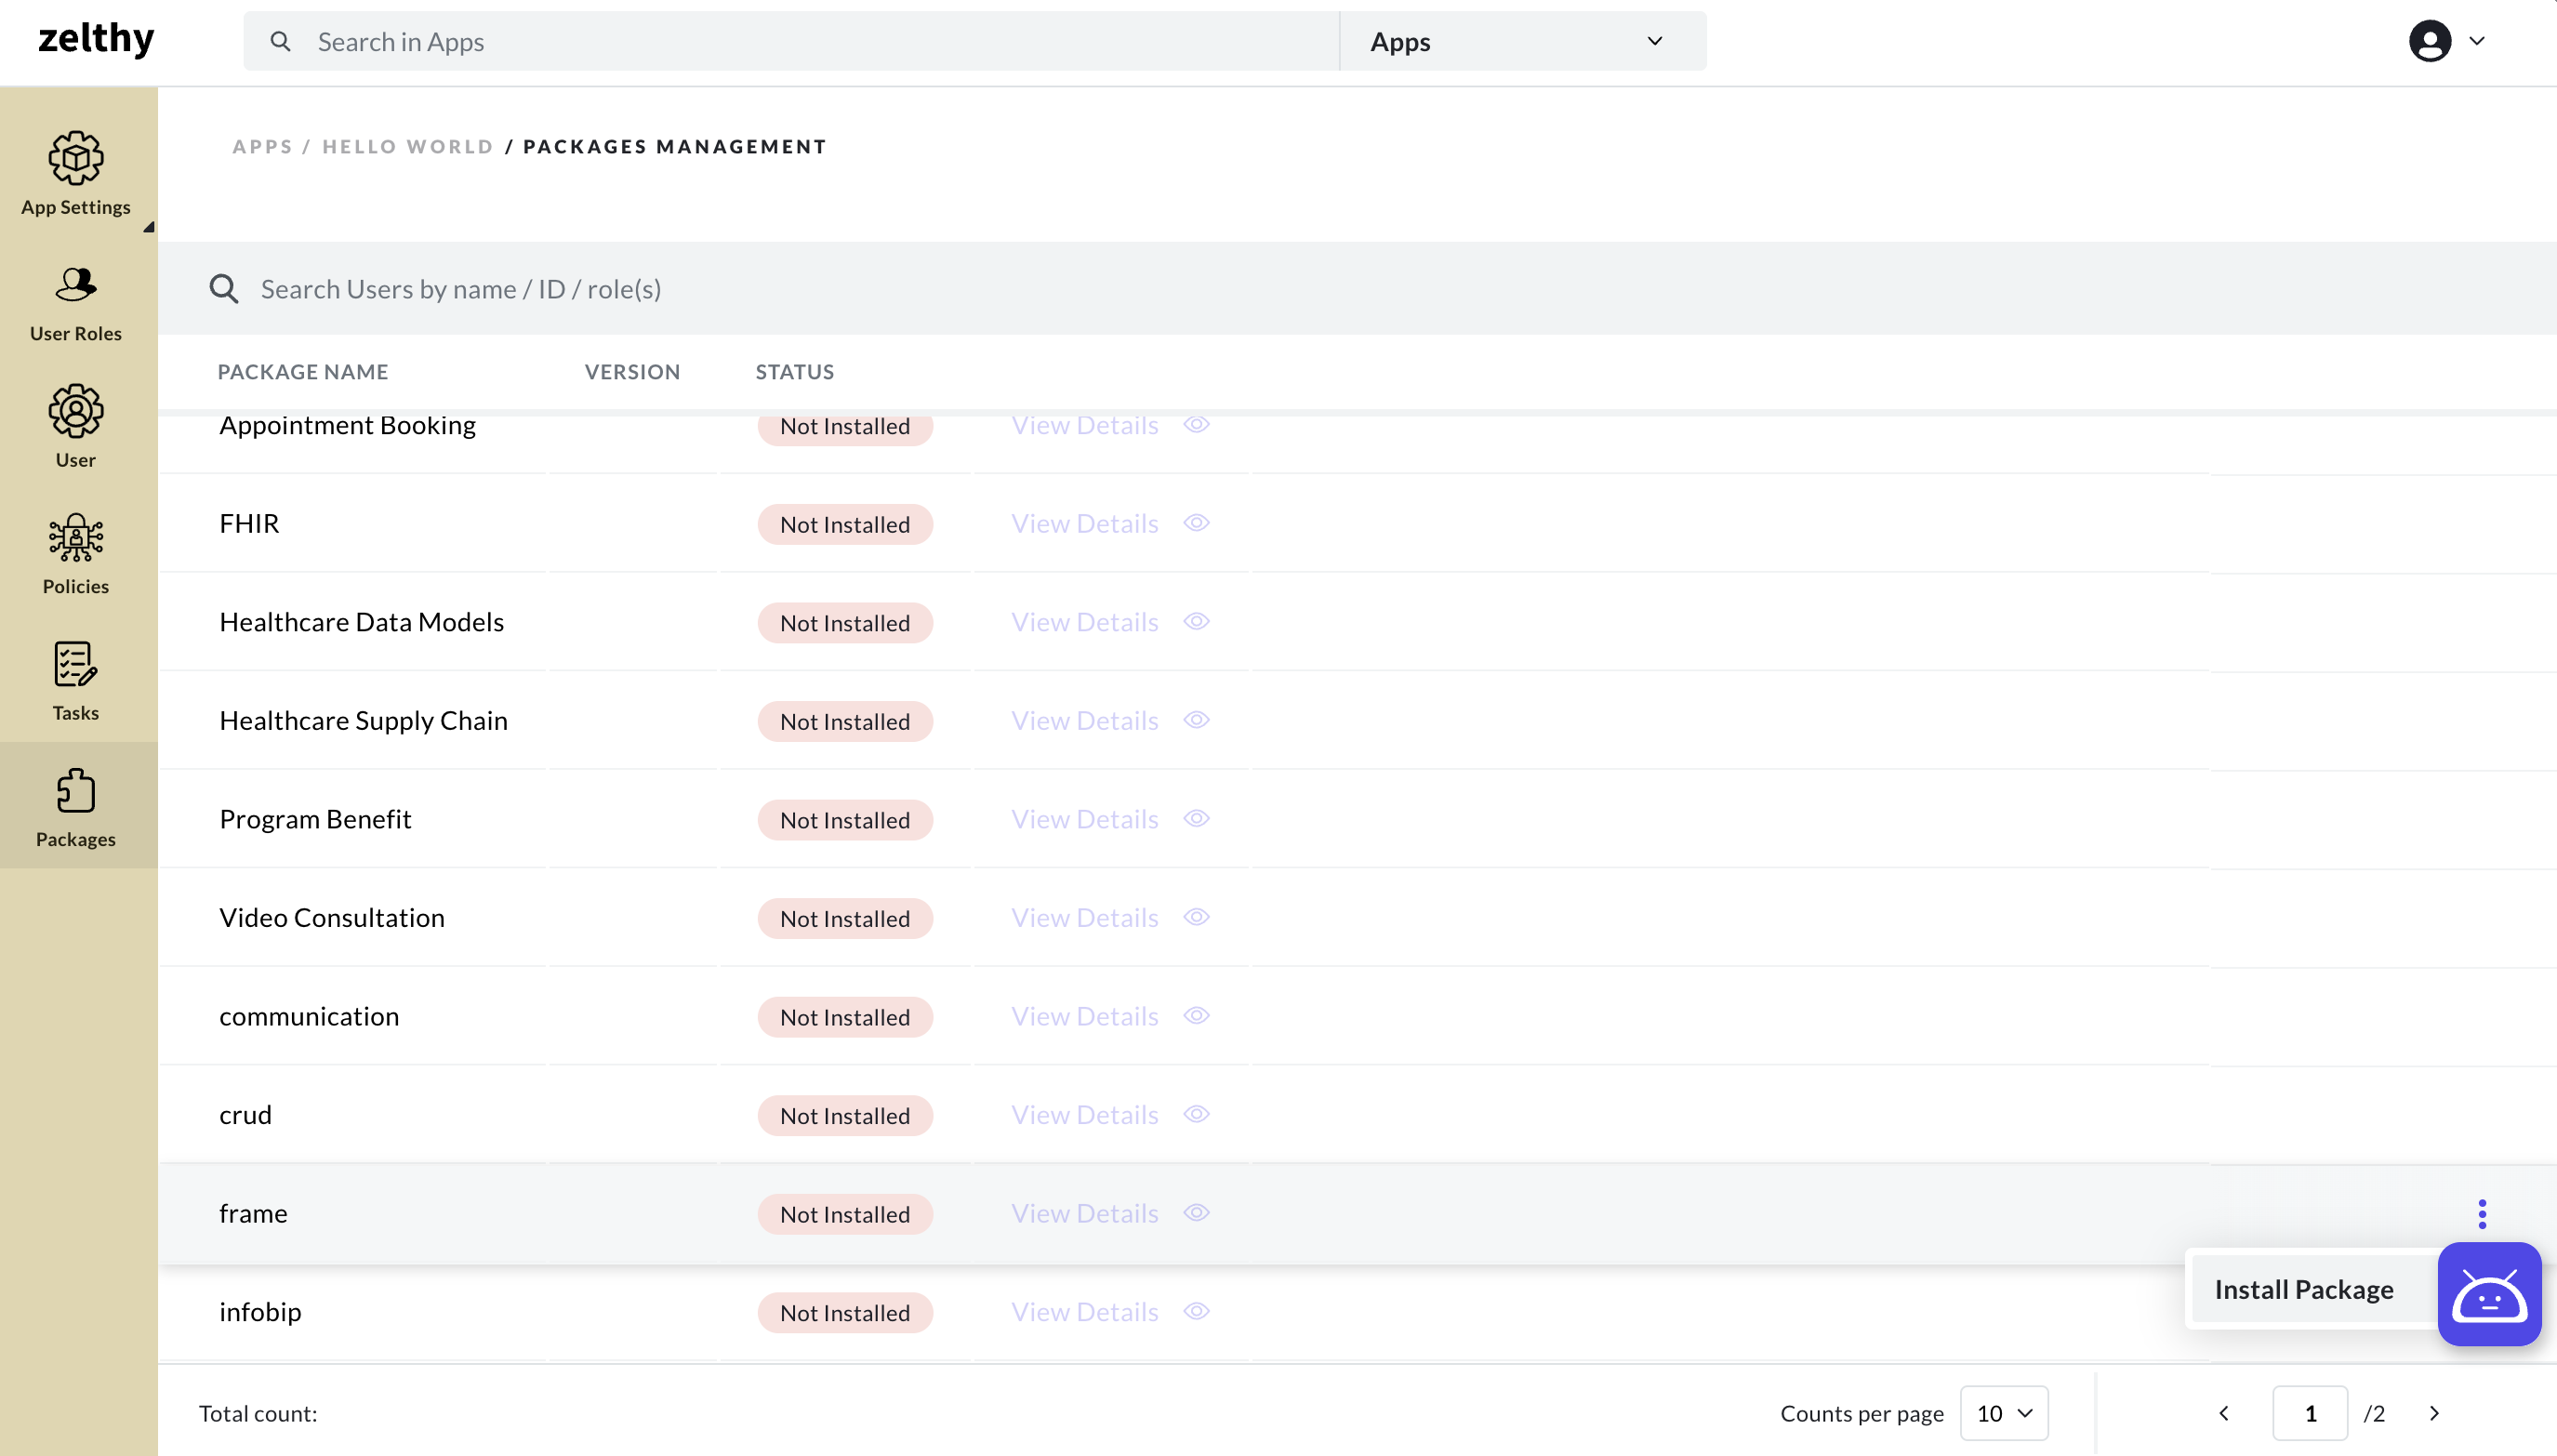 zelthy
Search in Apps
Apps
APPS / HELLO WORLD / PACKAGES MANAGEMENT
App Settings
User Roles
User
Policies
Tasks
Packages
Search Users by name / ID / role(s)
PACKAGE NAME VERSION STATUS
Appointment Booking Not Installed View Details
FHIR Not Installed View Details
Healthcare Data Models Not Installed View Details
Healthcare Supply Chain Not Installed View Details
Program Benefit Not Installed View Details
Video Consultation Not Installed View Details
communication Not Installed View Details
crud Not Installed View Details
frame Not Installed View Details
Install Package
infobip Not Installed View Details
Total count:
Counts per page 10
1 /2